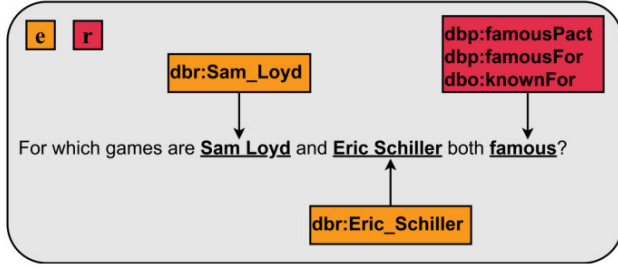 e r
dbr:Sam_Loyd
dbp:famousPact
dbp:famousFor
dbo:knownFor
For which games are Sam Loyd and Eric Schiller both famous?
dbr:Eric_Schiller